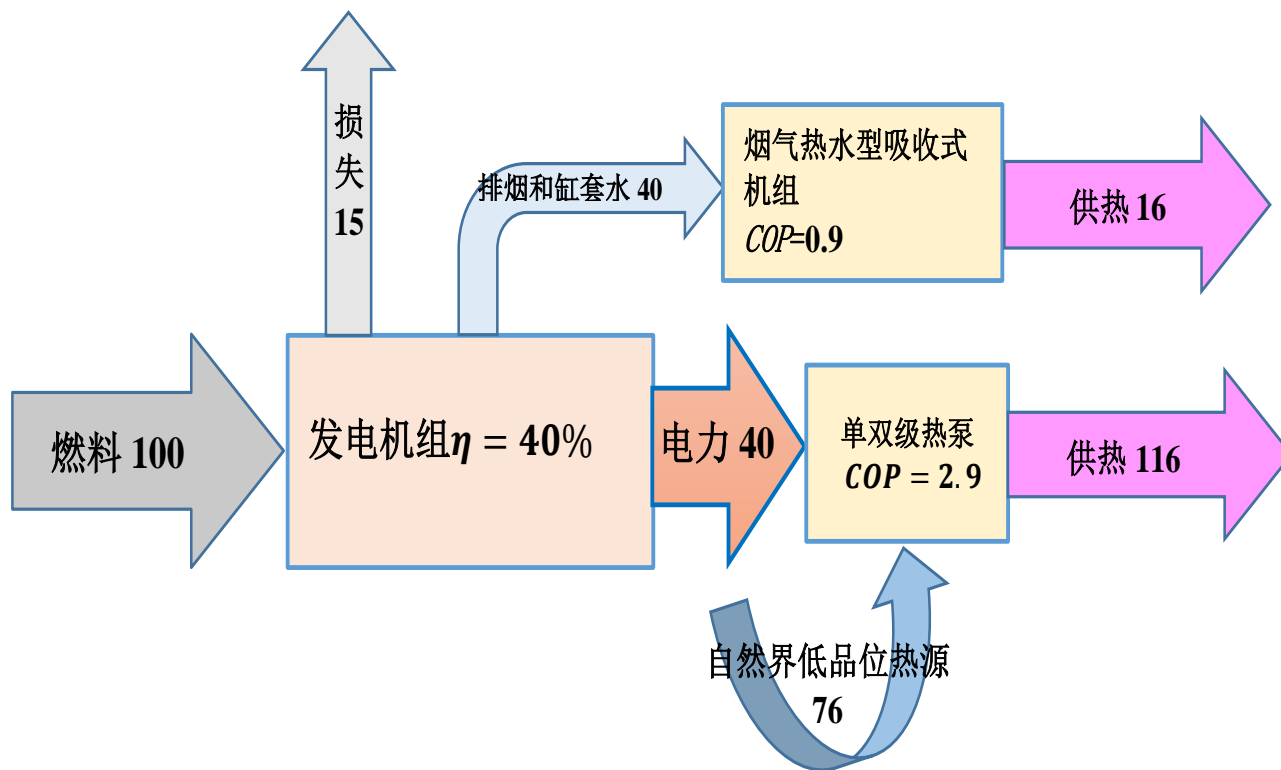 损
失
15
烟气热水型吸收式
机组
COP=0.9
排烟和缸套水 40
供热 16
燃料 100
发电机组η = 40%
电力 40
单双级热泵
COP = 2.9
供热 116
自然界低品位热源
76